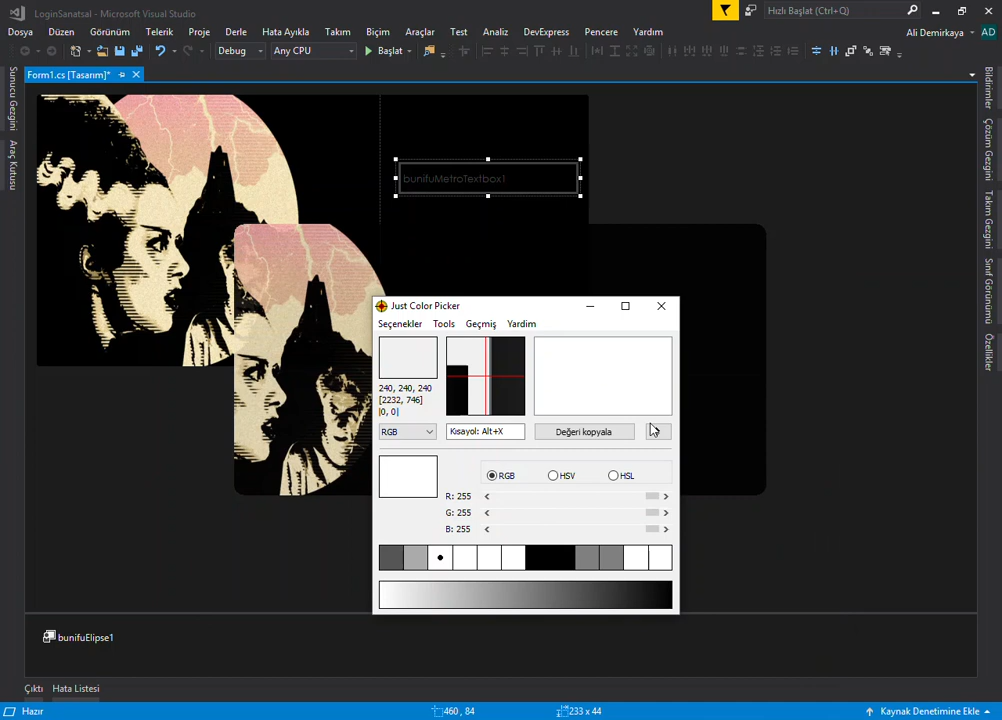 LoginSanatsal - Microsoft Visual Studio
Hızlı Başlat (Ctrl+Q)
Dosya Düzen Görünüm Telerik Proje Derle Hata Ayıkla Takım Biçim Araçlar Test Analiz DevExpress Pencere Yardım
Ali Demirkaya AD
Debug Any CPU Başlat
Form1.cs [Tasarım]*
Sunucu Gezgini
Araç Kutusu
Bildirimler
Çözüm Gezgini
Takım Gezgini
Sınıf Görünümü
Özellikler
bunifuMetroTextbox1
Just Color Picker
Seçenekler Tools Geçmiş Yardım
240, 240, 240
[2232, 746]
|0, 0|
RGB Kısayol: Alt+X Değeri kopyala
RGB HSV HSL
R: 255
G: 255
B: 255
bunifuElipse1
Çıktı Hata Listesi
Hazır 460 , 84 233 x 44 Kaynak Denetimine Ekle